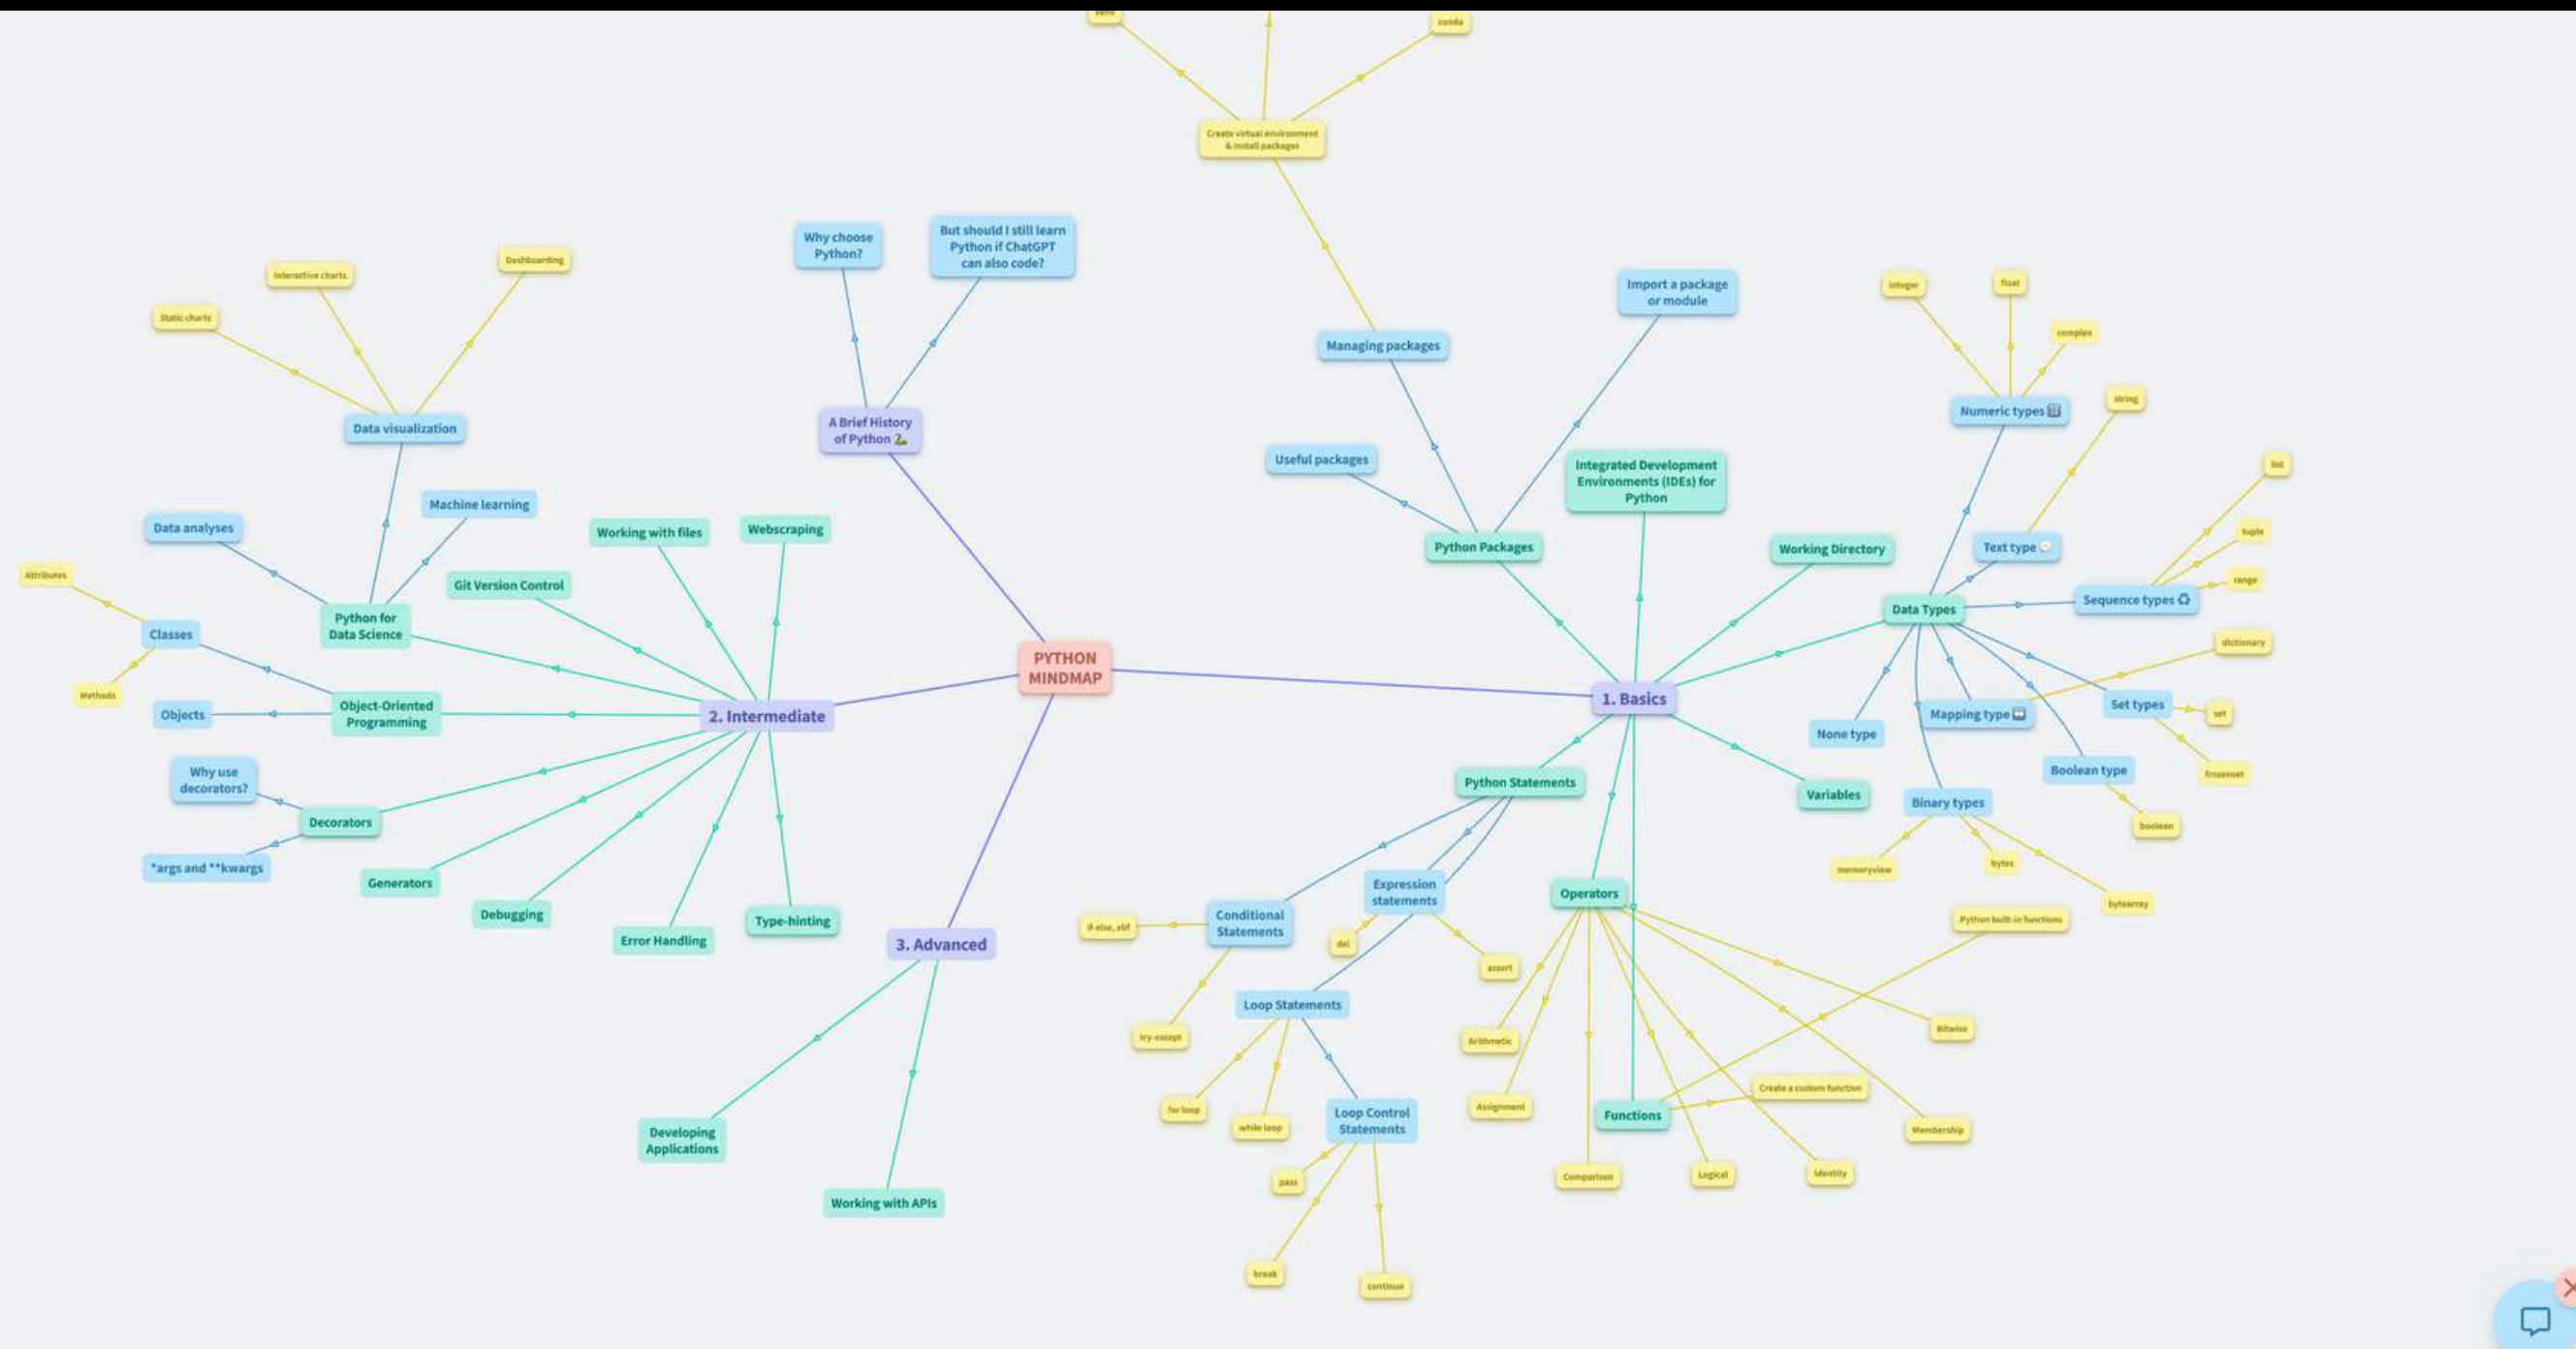 conda
Create virtual environment
& install packages
Why choose
Python?
But should I still learn
Python if ChatGPT
can also code?
Dashboarding
Interactive charts
Static charts
Import a package
or module
integer
float
complex
Managing packages
Numeric types
string
Data visualization
A Brief History
of Python
Useful packages
Integrated Development
Environments (IDEs) for
Python
list
Machine learning
Data analyses
Working with files
Webscraping
Python Packages
Working Directory
Text type
tuple
Attributes
Git Version Control
range
Sequence types
Data Types
Python for
Data Science
Classes
dictionary
PYTHON
MINDMAP
Methods
1. Basics
Object-Oriented
Programming
Objects
2. Intermediate
Set types
set
Mapping type
None type
Why use
decorators?
Python Statements
Boolean type
frozenset
Variables
Binary types
Decorators
boolean
*args and **kwargs
Generators
memoryview
bytes
Expression
statements
Operators
bytearray
Debugging
Type-hinting
Conditional
Statements
if-else, elif
Python built-in functions
Error Handling
3. Advanced
del
assert
Loop Statements
try-except
Arithmetic
Bitwise
Create a custom function
for loop
Assignment
Functions
Loop Control
Statements
while loop
Membership
Developing
Applications
pass
Comparison
Logical
Identity
Working with APIs
break
continue